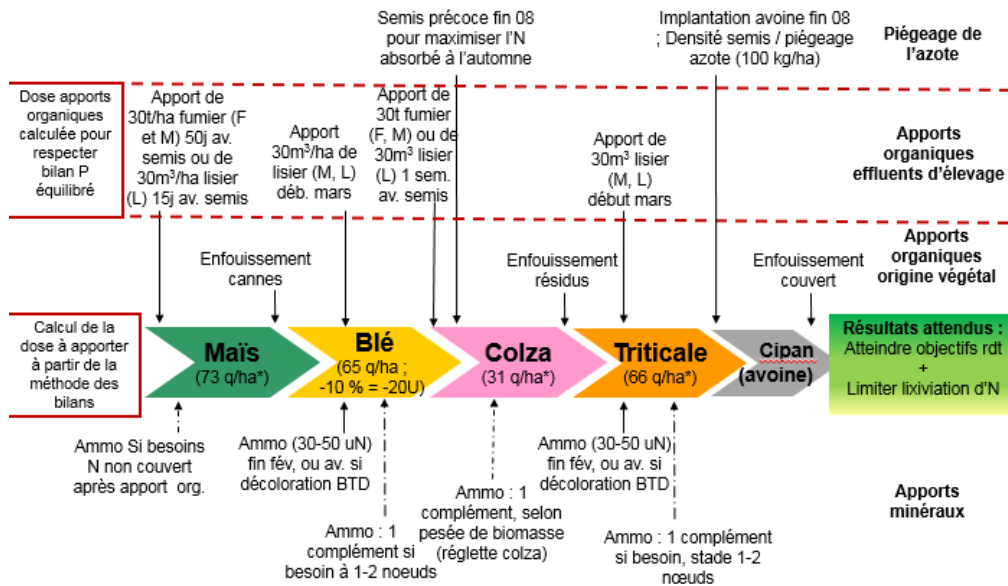 Semis précoce fin 08
pour maximiser l'N
absorbé à l'automne
Implantation avoine fin 08
; Densité semis / piégeage
azote (100 kg/ha)
Piégeage de
l'azote
Dose apports
organiques
calculée pour
respecter
bilan P
équilibré
Apport de
30t/ha fumier (F
et M) 50j av.
semis ou de
30m³/ha lisier
(L) 15j av. semis
Apport
30m³/ha de
lisier (M, L)
déb. mars
Apport de
30t fumier
(F, M) ou de
30m³ lisier
(L) 1 sem.
av. semis
Apport de
30m³ lisier
(M, L)
début mars
Apports
organiques
effluents d'élevage
Enfouissement
cannes
Enfouissement
résidus
Enfouissement
couvert
Apports
organiques
origine végétal
Calcul de la
dose à apporter
à partir de la
méthode des
bilans
Maïs
(73 q/ha*)
Blé
(65 q/ha ;
-10 % = -20U)
Colza
(31 q/ha*)
Triticale
(66 q/ha*)
Cipan
(avoine)
Résultats attendus :
Atteindre objectifs rdt
+
Limiter lixiviation d'N
Ammo Si besoins
N non couvert
après apport org.
Ammo (30-50 uN)
fin fév, ou av. si
décoloration BTD
Ammo : 1
complément si
besoin à 1-2 noeuds
Ammo : 1
complément, selon
pesée de biomasse
(réglette colza)
Ammo (30-50 uN)
fin fév, ou av. si
décoloration BTD
Ammo : 1 complément
si besoin, stade 1-2
nœuds
Apports
minéraux